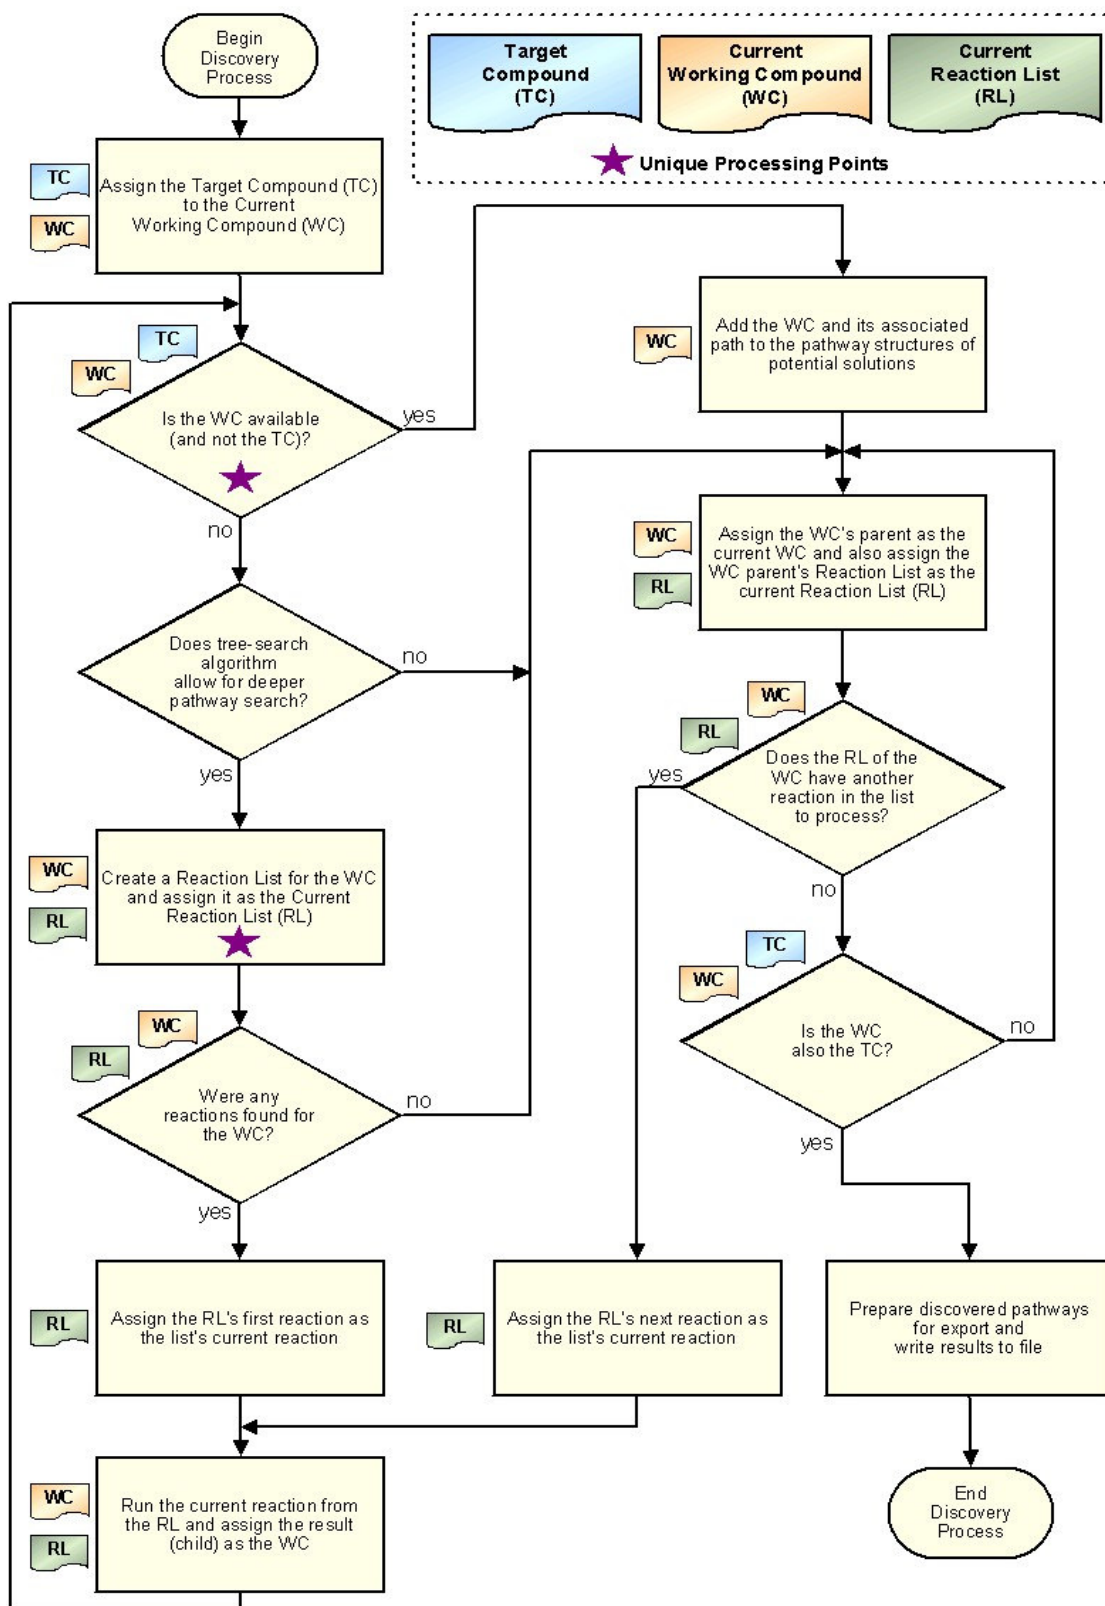 Begin
Discovery
Process
Target
Compound
(TC)
Current
Working Compound
(WC)
Current
Reaction List
(RL)
Unique Processing Points
TC
WC
Assign the Target Compound (TC)
to the Current
Working Compound (WC)
TC
WC
Is the WC available
(and not the TC)?
yes
no
WC
Add the WC and its associated
path to the pathway structures of
potential solutions
WC
RL
Assign the WC's parent as the
current WC and also assign the
WC parent's Reaction List as the
current Reaction List (RL)
Does tree-search
algorithm
allow for deeper
pathway search?
no
yes
WC
RL
Does the RL of the
WC have another
reaction in the list
to process?
yes
no
WC
RL
Create a Reaction List for the WC
and assign it as the Current
Reaction List (RL)
TC
WC
Is the WC
also the TC?
no
yes
WC
RL
Were any
reactions found for
the WC?
no
yes
RL
Assign the RL's first reaction as
the list's current reaction
RL
Assign the RL's next reaction as
the list's current reaction
Prepare discovered pathways
for export and
write results to file
WC
RL
Run the current reaction from
the RL and assign the result
(child) as the WC
End
Discovery
Process